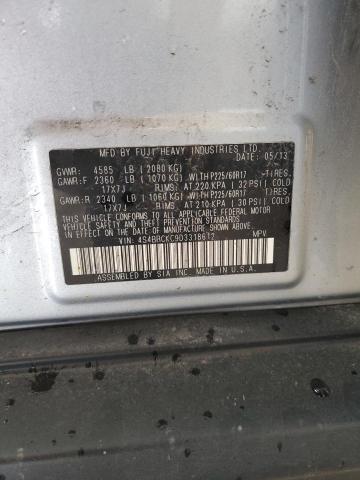 MFD BY FUJI HEAVY INDUSTRIES LTD.
DATE: 05/13
GVWR: 4585 LB (2080 KG)
GAWR:F 2360 LB (1070 KG) WITH P225/60R17 TIRES,
17X7J RIMS, AT 220 KPA (32 PSI) COLD
GAWR:R 2340 LB (1060 KG) WITH P225/60R17 TIRES,
17X7J RIMS, AT 210 KPA (30 PSI) COLD
THIS VEHICLE CONFORMS TO ALL APPLICABLE FEDERAL MOTOR
VEHICLE SAFETY, BUMPER AND THEFT PREVENTION STANDARDS
IN EFFECT ON THE DATE OF MANUFACTURE SHOWN ABOVE.
VIN: 4S4BRCKC9D3318612 MPV
ASSEMBLED BY SIA INC. MADE IN U.S.A.